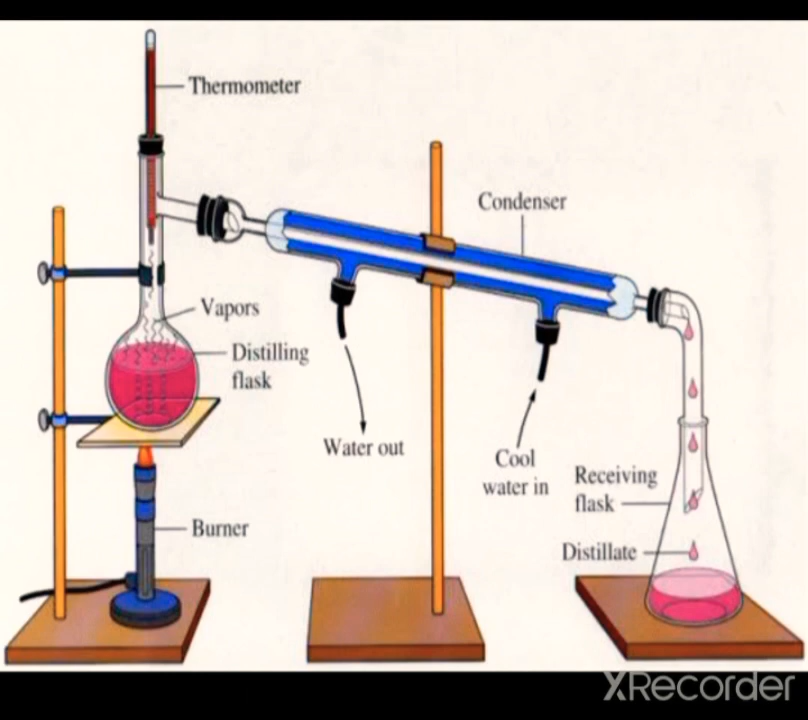 Thermometer
Condenser
Vapors
Distilling
flask
Water out
Cool
water in
Receiving
flask
Burner
Distillate
XRecorder